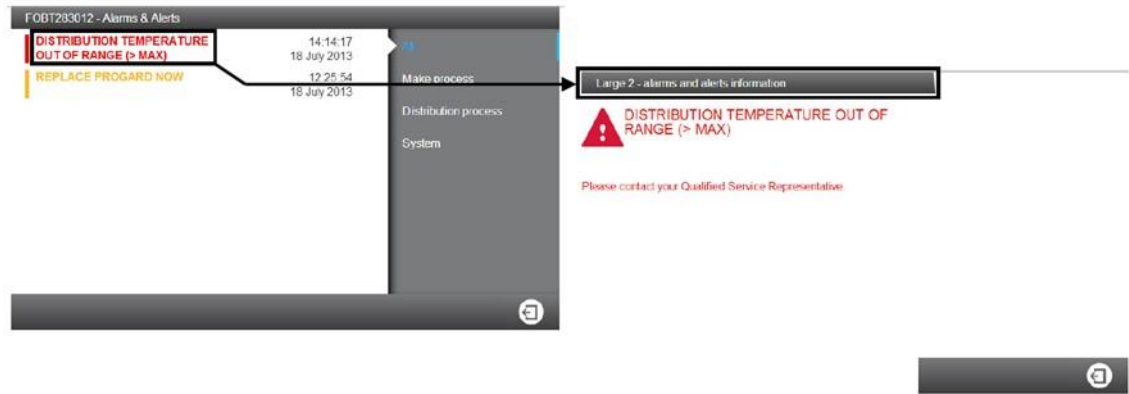 FOBT283012 - Alarms & Alerts
DISTRIBUTION TEMPERATURE
OUT OF RANGE (> MAX)
14:14:17
18 July 2013
REPLACE PROGARD NOW
12:25:54
18 July 2013
All
Make process
Distribution process
System
Large 2 - alarms and alerts information
DISTRIBUTION TEMPERATURE OUT OF
RANGE (> MAX)
Please contact your Qualified Service Representative